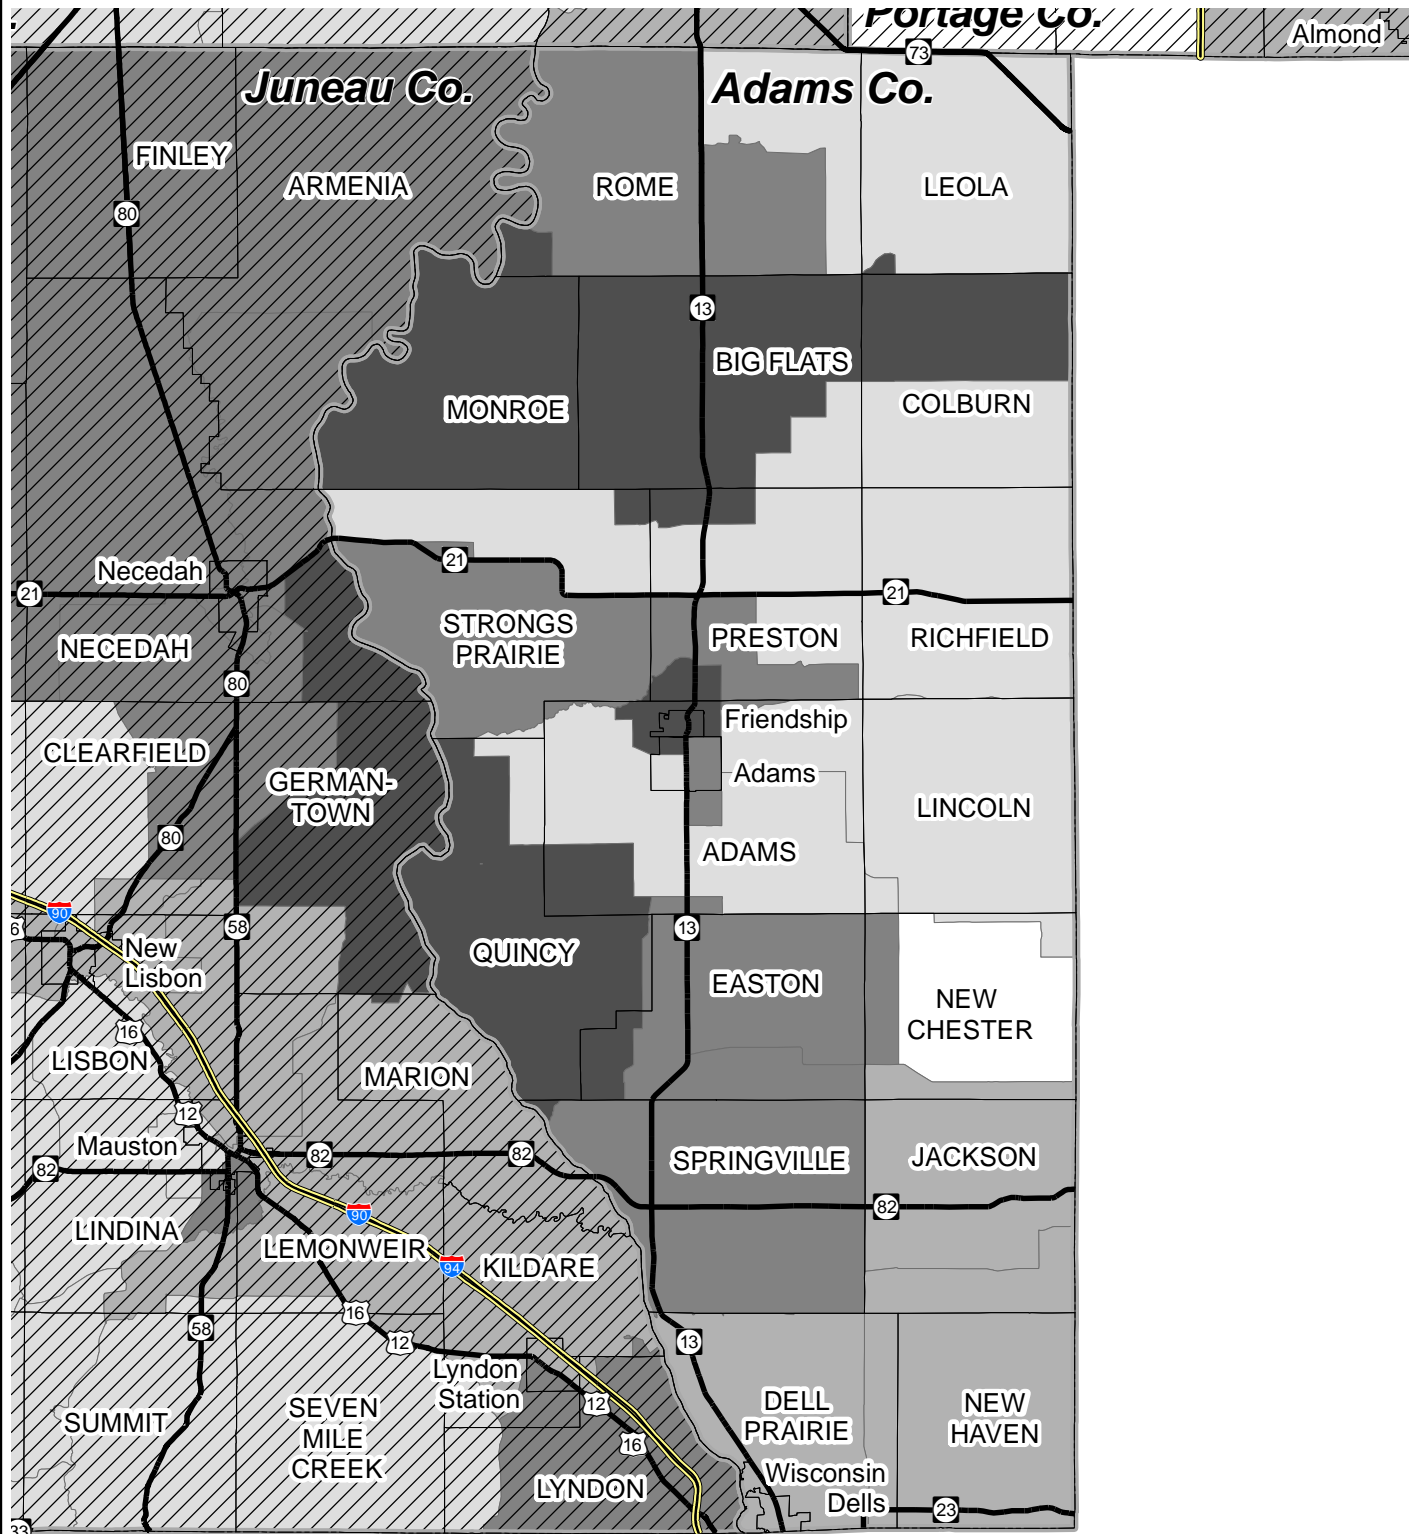 Portage Co.
Almond
73
Juneau Co.
Adams Co.
FINLEY
ARMENIA
ROME
LEOLA
80
13
BIG FLATS
MONROE
COLBURN
21
Necedah
21
21
STRONGS
PRAIRIE
PRESTON
RICHFIELD
NECEDAH
80
Friendship
CLEARFIELD
Adams
GERMAN-
TOWN
LINCOLN
80
ADAMS
90
6
58
13
New
Lisbon
QUINCY
EASTON
NEW
CHESTER
16
LISBON
MARION
12
Mauston
82
82
82
SPRINGVILLE
JACKSON
82
90
LINDINA
LEMONWEIR
94
KILDARE
16
58
12
13
Lyndon
Station
12
SEVEN
MILE
CREEK
SUMMIT
DELL
PRAIRIE
NEW
HAVEN
16
LYNDON
Wisconsin
Dells
23
33